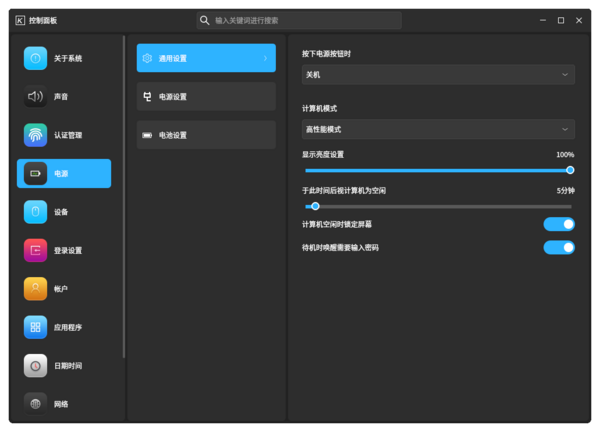 控制面板
输入关键词进行搜索
关于系统
声音
认证管理
电源
设备
登录设置
帐户
应用程序
日期时间
网络
通用设置
电源设置
电池设置
按下电源按钮时
关机
计算机模式
高性能模式
显示亮度设置 100%
于此时间后视计算机为空闲 5分钟
计算机空闲时锁定屏幕
待机时唤醒需要输入密码